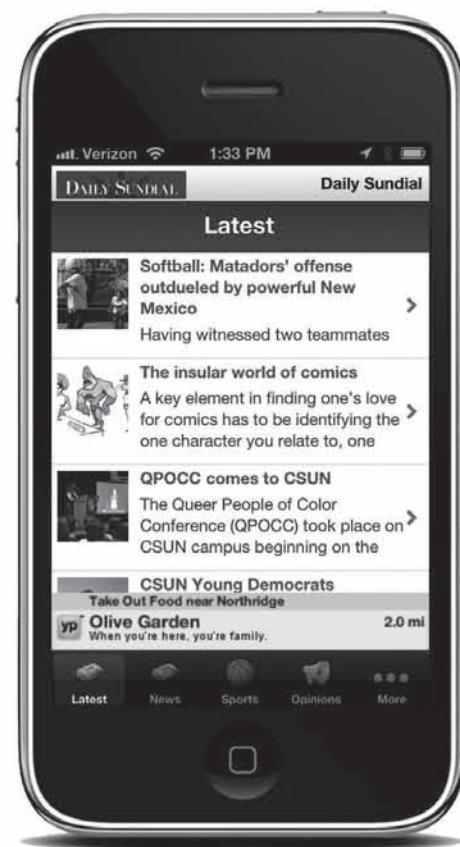 Verizon 1:33 PM
DAILY SUNDIAL Daily Sundial
Latest
Softball: Matadors' offense
outdueled by powerful New
Mexico
Having witnessed two teammates
The insular world of comics
A key element in finding one's love
for comics has to be identifying the
one character you relate to, one
QPOCC comes to CSUN
The Queer People of Color
Conference (QPOCC) took place on
CSUN campus beginning on the
CSUN Young Democrats
Take Out Food near Northridge
yp Olive Garden 2.0 mi
When you're here, you're family.
Latest News Sports Opinions More